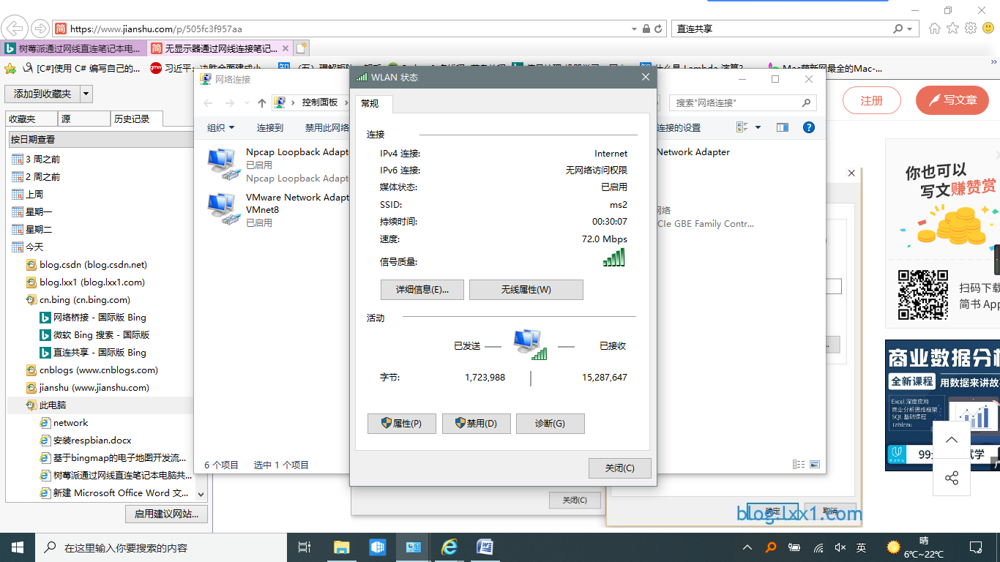 https://www.jianshu.com/p/505fc3f957aa
直连共享
树莓派通过网线直连笔记本电...
无显示器通过网线连接笔记...
[C#]使用 C# 编写自己的...
Mac萌新网最全的Mac-...
添加到收藏夹
收藏夹
源
历史记录
按日期查看
3 周之前
2 周之前
上周
星期一
星期二
今天
blog.csdn (blog.csdn.net)
blog.lxx1 (blog.lxx1.com)
cn.bing (cn.bing.com)
网络桥接 - 国际版 Bing
微软 Bing 搜索 - 国际版
直连共享 - 国际版 Bing
cnblogs (www.cnblogs.com)
jianshu (www.jianshu.com)
此电脑
network
安装respbian.docx
基于bingmap的电子地图开发流...
树莓派通过网线直连笔记本电脑共...
新建 Microsoft Office Word 文...
启用建议网站...
网络连接
控制面板
搜索"网络连接"
组织
连接到
禁用此网络
连接的设置
Npcap Loopback Adapt
已启用
Npcap Loopback Adapt
VMware Network Adapt
VMnet8
已启用
Network Adapter
网络
CIe GBE Family Contr...
6 个项目
选中 1 个项目
WLAN 状态
常规
连接
IPv4 连接:
Internet
IPv6 连接:
无网络访问权限
媒体状态:
已启用
SSID:
ms2
持续时间:
00:30:07
速度:
72.0 Mbps
信号质量:
详细信息(E)...
无线属性(W)
活动
已发送
已接收
字节:
1,723,988
15,287,647
属性(P)
禁用(D)
诊断(G)
关闭(C)
关闭(C)
确定
取消
blog.lxx1.com
注册
写文章
你也可以
写文赚赞赏
扫码下载
简书 App
商业数据分析
全新课程
用数据来讲故
Excel 深度应用
商业分析思维框架
SQL 基础课程
Tableau
试学
在这里输入你要搜索的内容
英
晴
6℃~22℃